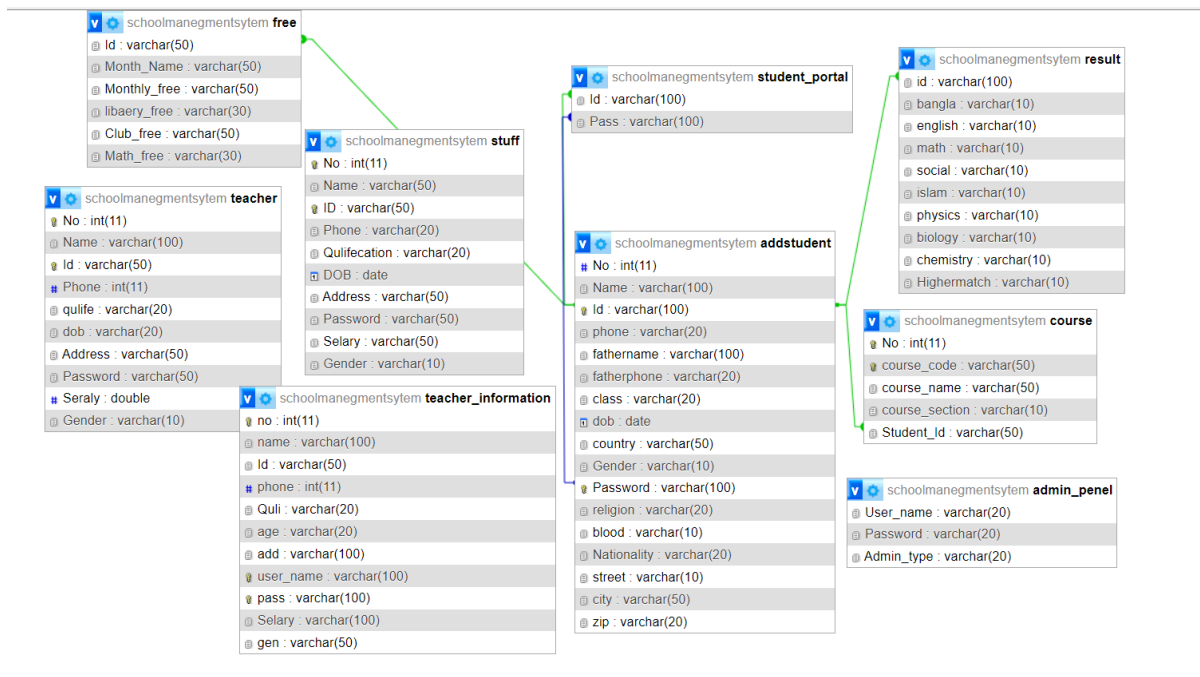 schoolmanegmentsytem free
Id : varchar(50)
Month_Name : varchar(50)
Monthly_free : varchar(50)
libaery_free : varchar(30)
Club_free : varchar(50)
Math_free : varchar(30)
schoolmanegmentsytem teacher
No : int(11)
Name : varchar(100)
Id : varchar(50)
Phone : int(11)
qulife : varchar(20)
dob : varchar(20)
Address : varchar(50)
Password : varchar(50)
Seraly : double
Gender : varchar(10)
schoolmanegmentsytem stuff
No : int(11)
Name : varchar(50)
ID : varchar(50)
Phone : varchar(20)
Qulifecation : varchar(20)
DOB : date
Address : varchar(50)
Password : varchar(50)
Selary : varchar(50)
Gender : varchar(10)
schoolmanegmentsytem teacher_information
no : int(11)
name : varchar(100)
Id : varchar(50)
phone : int(11)
Quli : varchar(20)
age : varchar(20)
add : varchar(100)
user_name : varchar(100)
pass : varchar(100)
Selary : varchar(100)
gen : varchar(50)
schoolmanegmentsytem student_portal
Id : varchar(100)
Pass : varchar(100)
schoolmanegmentsytem addstudent
No : int(11)
Name : varchar(100)
Id : varchar(100)
phone : varchar(20)
fathername : varchar(100)
fatherphone : varchar(20)
class : varchar(20)
dob : date
country : varchar(50)
Gender : varchar(10)
Password : varchar(100)
religion : varchar(20)
blood : varchar(10)
Nationality : varchar(20)
street : varchar(10)
city : varchar(50)
zip : varchar(20)
schoolmanegmentsytem result
id : varchar(100)
bangla : varchar(10)
english : varchar(10)
math : varchar(10)
social : varchar(10)
islam : varchar(10)
physics : varchar(10)
biology : varchar(10)
chemistry : varchar(10)
Highermatch : varchar(10)
schoolmanegmentsytem course
No : int(11)
course_code : varchar(50)
course_name : varchar(50)
course_section : varchar(10)
Student_Id : varchar(50)
schoolmanegmentsytem admin_penel
User_name : varchar(20)
Password : varchar(20)
Admin_type : varchar(20)